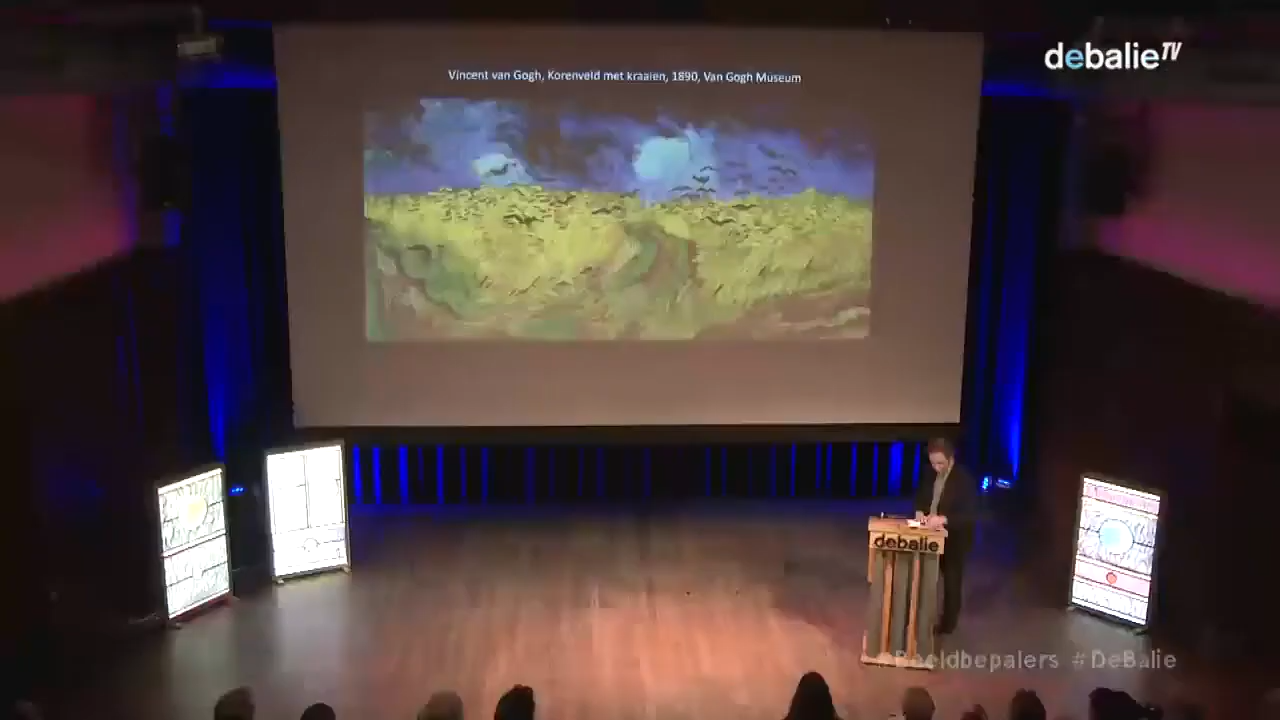 debalieTV
Vincent van Gogh, Korenveld met kraaien, 1890, Van Gogh Museum
debalie
#Beeldbepalers #DeBalie